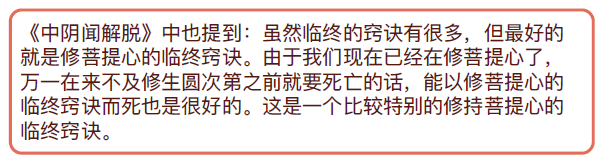 《中阴闻解脱》中也提到：虽然临终的窍诀有很多，但最好的
就是修菩提心的临终窍诀。由于我们现在已经在修菩提心了，
万一在来不及修生圆次第之前就要死亡的话，能以修菩提心的
临终窍诀而死也是很好的。这是一个比较特别的修持菩提心的
临终窍诀。